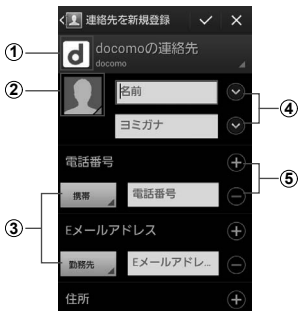 連絡先を新規登録
① d docomoの連絡先
docomo
②
名前
ヨミガナ
④
電話番号
⑤
携帯 電話番号
③
Eメールアドレス
勤務先 Eメールアドレ...
住所